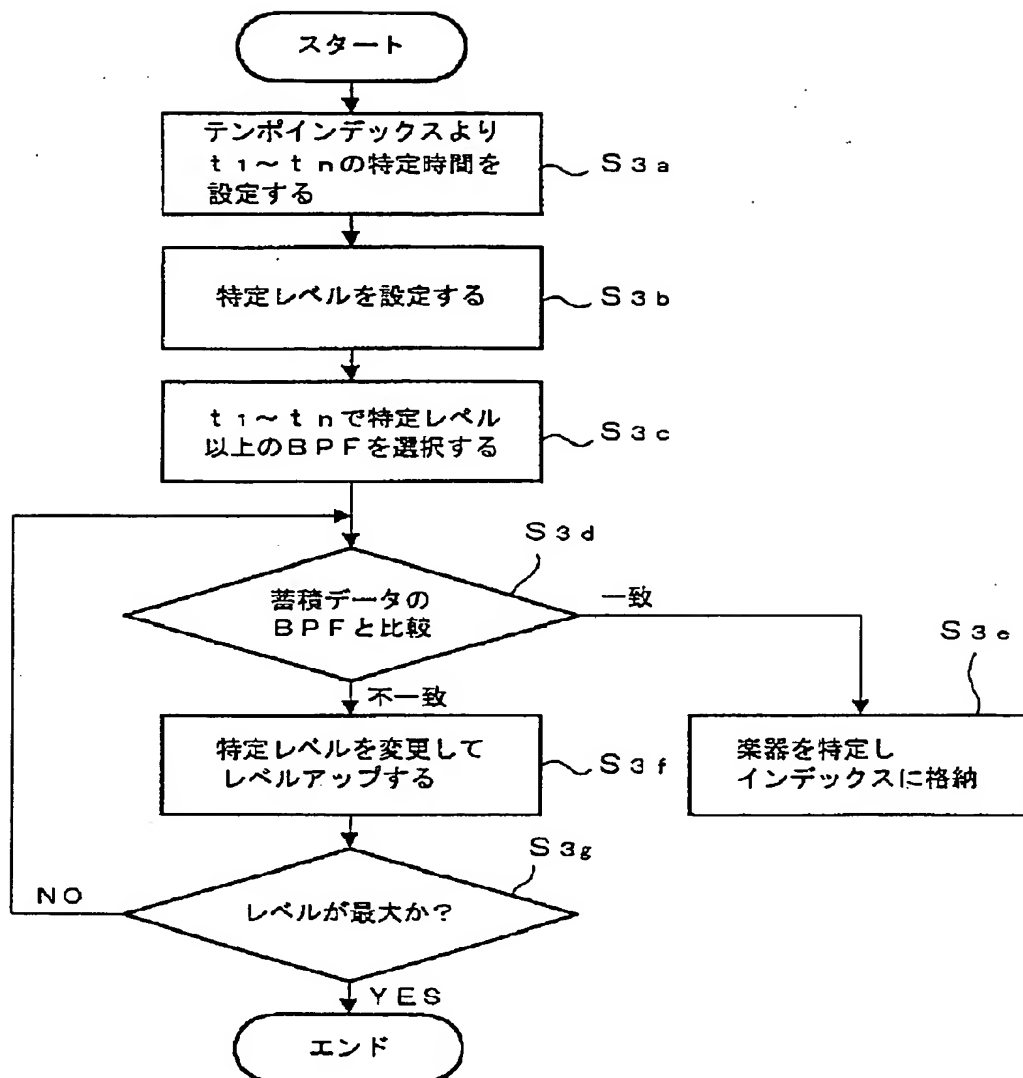 スタート
テンポインデックスより
t1～tnの特定時間を
設定する
S3a
特定レベルを設定する
S3b
t1～tnで特定レベル
以上のBPFを選択する
S3c
S3d
蓄積データの
BPFと比較
一致
S3e
不一致
特定レベルを変更して
レベルアップする
S3f
楽器を特定し
インデックスに格納
S3g
NO
レベルが最大か?
YES
エンド